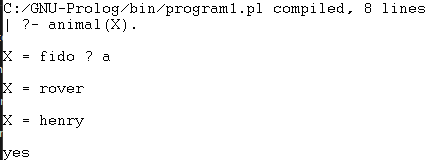 C:/GNU-Prolog/bin/program1.pl compiled, 8 lines
| ?- animal(X).
X = fido ? a
X = rover
X = henry
yes